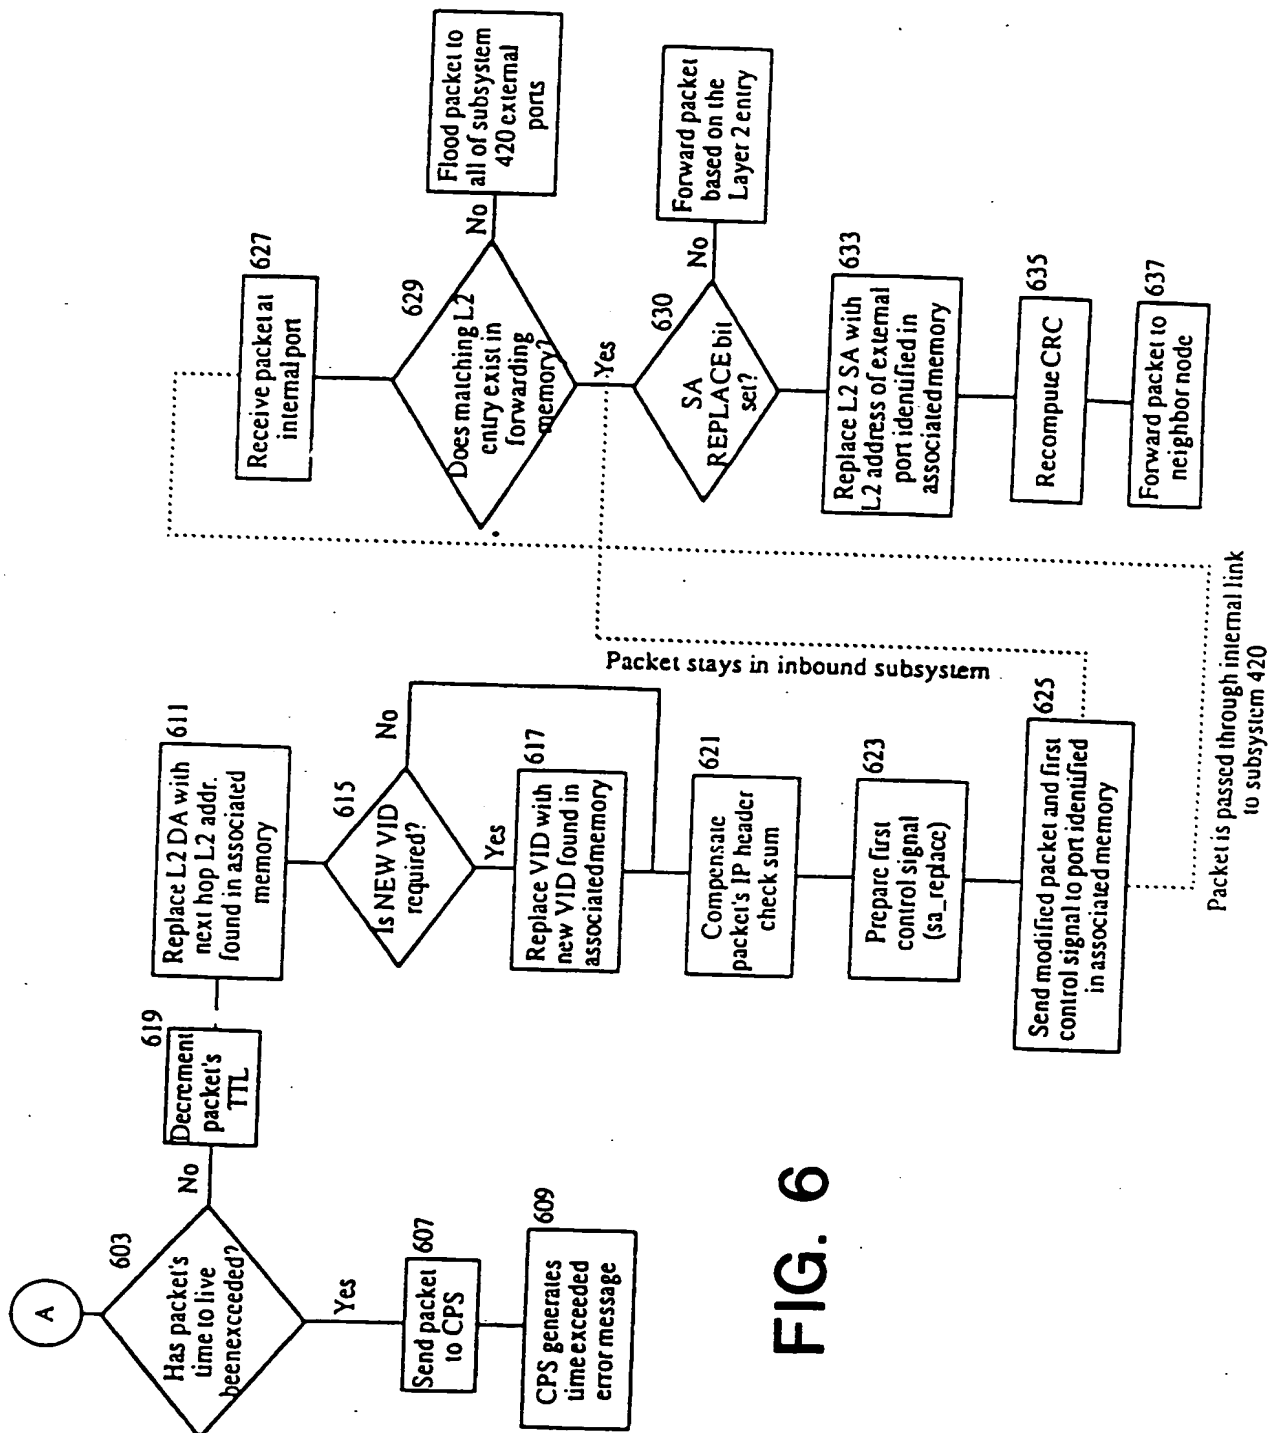 A
603
Has packet's
time to live
beenexceeded?
No
Yes
607
Send packet
to CPS
609
CPS generates
time exceeded
error message
619
Decrement
packet's
TTL
611
Replace L2 DA with
next hop L2 addr.
found in associated
memory
615
Is NEW VID
required?
No
Yes
617
Replace VID with
new VID found in
associated memory
621
Compensate
packet's IP header
check sum
623
Prepare first
control signal
(sa_replace)
625
Send modified packet and first
control signal to port identified
in associated memory
Packet stays in inbound subsystem
Packet is passed through internal link
to subsystem 420
627
Receive packet at
internal port
629
Does matching L2
entry exist in
forwarding
memory?
No
Flood packet to
all of subsystem
420 external
ports
Yes
630
SA
REPLACE bit
set?
No
Forward packet
based on the
Layer 2 entry
633
Replace L2 SA with
L2 address of external
port identified in
associated memory
635
Recompute CRC
637
Forward packet to
neighbor node
FIG. 6